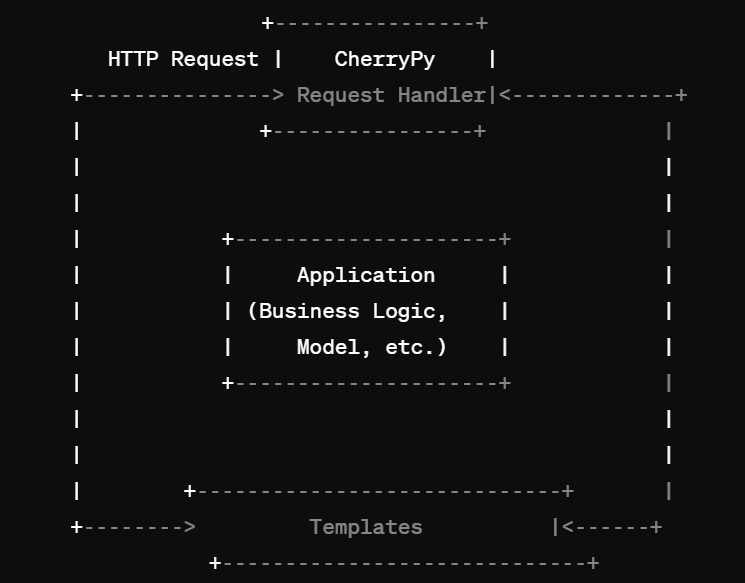 +----------------+
HTTP Request |    CherryPy    |
+---------------> Request Handler|<-------------+
|              +----------------+              |
|                                               |
|                                               |
|           +---------------------+            |
|           |     Application     |            |
|           | (Business Logic,    |            |
|           |     Model, etc.)    |            |
|           +---------------------+            |
|                                               |
|                                               |
|        +-----------------------------+       |
+-------->         Templates          |<------+
+-----------------------------+